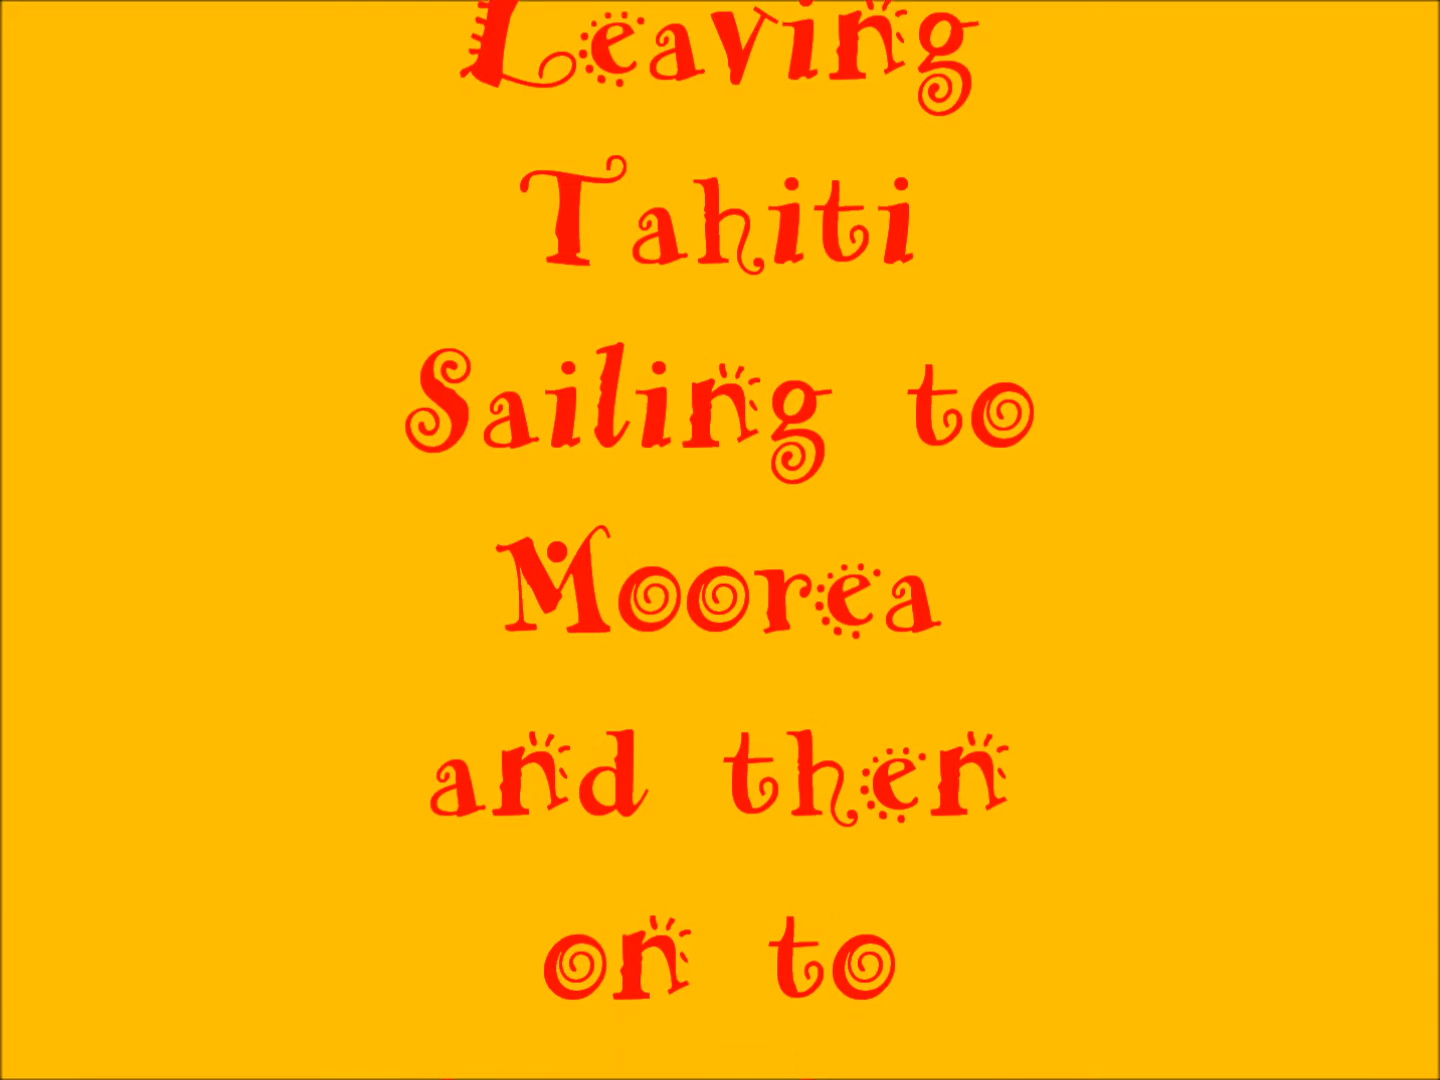 Leaving
Tahiti
Sailing to
Moorea
and then
on to